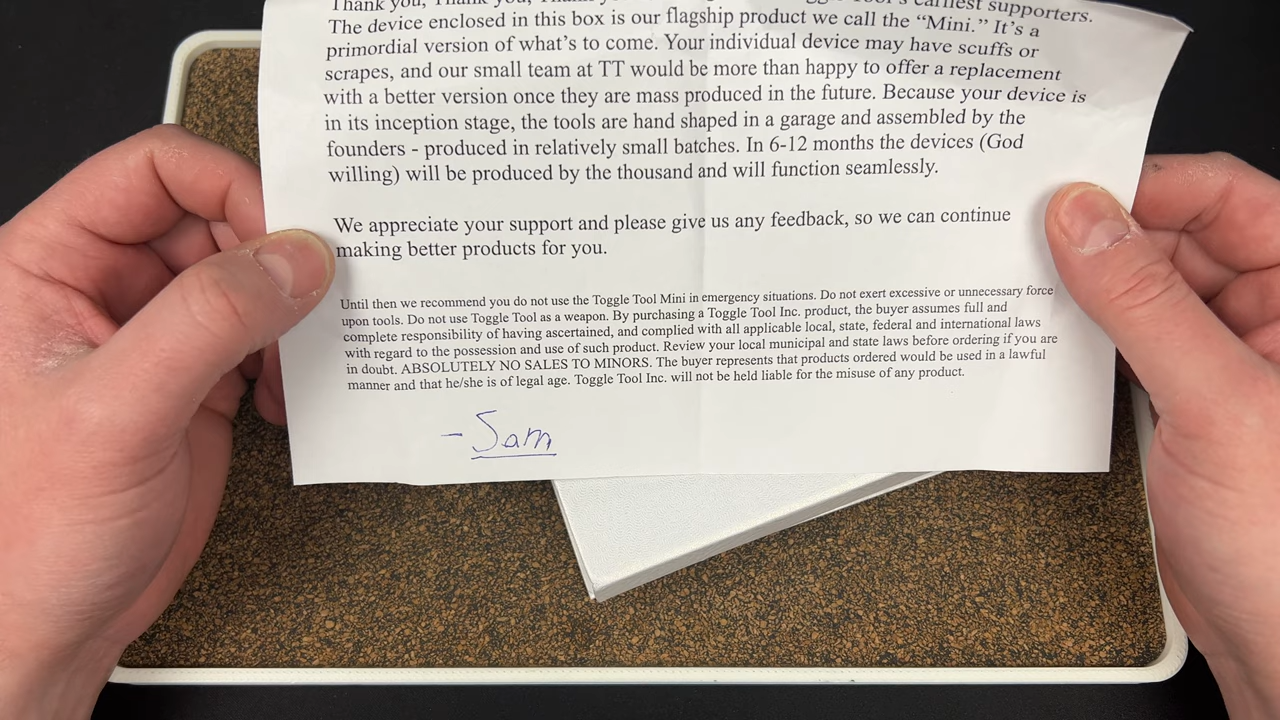 Thank you, Thank you, earliest supporters.
The device enclosed in this box is our flagship product we call the “Mini.” It’s a
primordial version of what’s to come. Your individual device may have scuffs or
scrapes, and our small team at TT would be more than happy to offer a replacement
with a better version once they are mass produced in the future. Because your device is
in its inception stage, the tools are hand shaped in a garage and assembled by the
founders - produced in relatively small batches. In 6-12 months the devices (God
willing) will be produced by the thousand and will function seamlessly.
We appreciate your support and please give us any feedback, so we can continue
making better products for you.
Until then we recommend you do not use the Toggle Tool Mini in emergency situations. Do not exert excessive or unnecessary force
upon tools. Do not use Toggle Tool as a weapon. By purchasing a Toggle Tool Inc. product, the buyer assumes full and
complete responsibility of having ascertained, and complied with all applicable local, state, federal and international laws
with regard to the possession and use of such product. Review your local municipal and state laws before ordering if you are
in doubt. ABSOLUTELY NO SALES TO MINORS. The buyer represents that products ordered would be used in a lawful
manner and that he/she is of legal age. Toggle Tool Inc. will not be held liable for the misuse of any product.
- Sam